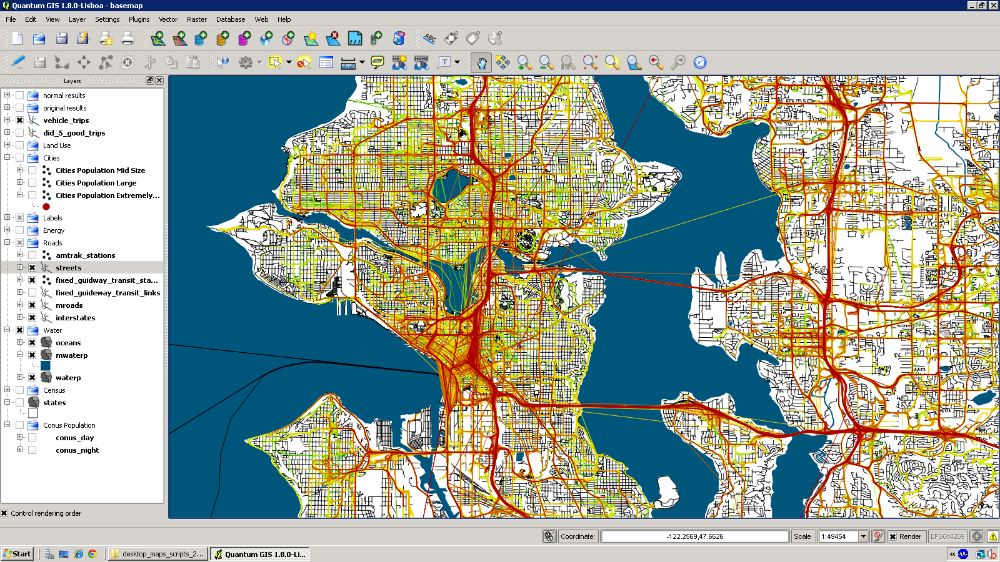 Quantum GIS 1.8.0-Lisboa - basemap
File Edit View Layer Settings Plugins Vector Raster Database Web Help
ABC
HOME HOME T
Layers
normal results
original results
vehicle_trips
did_5_good_trips
Land Use
Cities
Cities Population Mid Size
Cities Population Large
Cities Population Extremely...
Labels
Energy
Roads
amtrak_stations
streets
fixed_guidway_transit_sta...
fixed_guideway_transit_links
mroads
interstates
Water
oceans
mwaterp
waterp
Census
states
Conus Population
conus_day
conus_night
Control rendering order
Coordinate: -122.2569,47.6626 Scale 1:49454 Render EPSG:4269
Start desktop_maps_scripts_2... Quantum GIS 1.8.0-Li... «